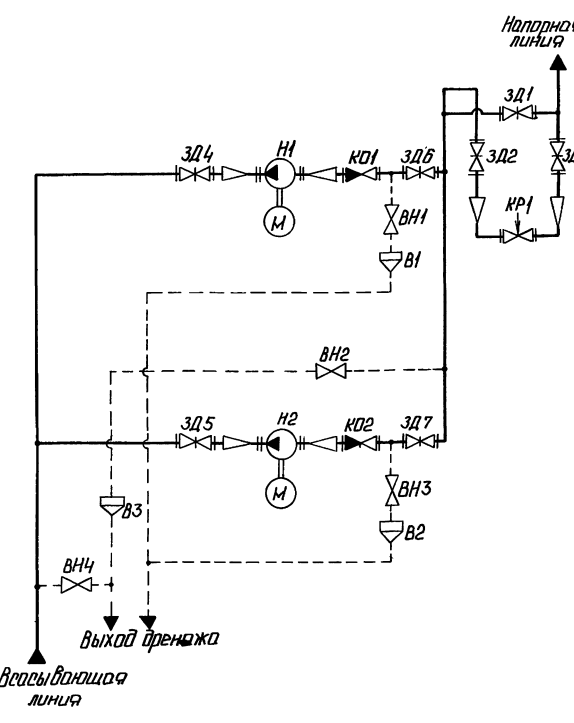 Напорная
линия
ЗД1
ЗД4
Н1
КО1
ЗД6
ЗД2
ЗД
КР1
М
ВН1
В1
ВН2
ЗД5
Н2
КО2
ЗД7
М
ВН3
В3
В2
ВН4
Выход дренажа
Всасывающая
линия